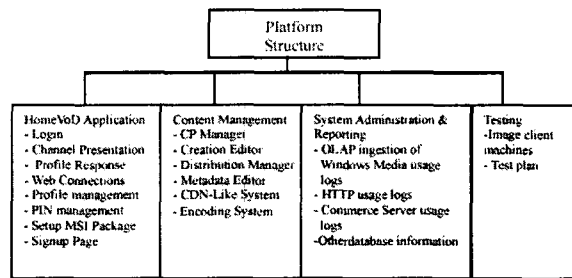 Platform
Structure
HomeVoD Application
- Login
- Channel Presentation
- Profile Response
- Web Connections
- Profile management
- PIN management
- Setup MSI Package
- Signup Page
Content Management
- CP Manager
- Creation Editor
- Distribution Manager
- Metadata Editor
- CDN-Like System
- Encoding System
System Administration &
Reporting
- OLAP ingestion of
Windows Media usage
logs
- HTTP usage logs
- Commerce Server usage
logs
-Otherdatabase information
Testing
-Image client
machines
- Test plan